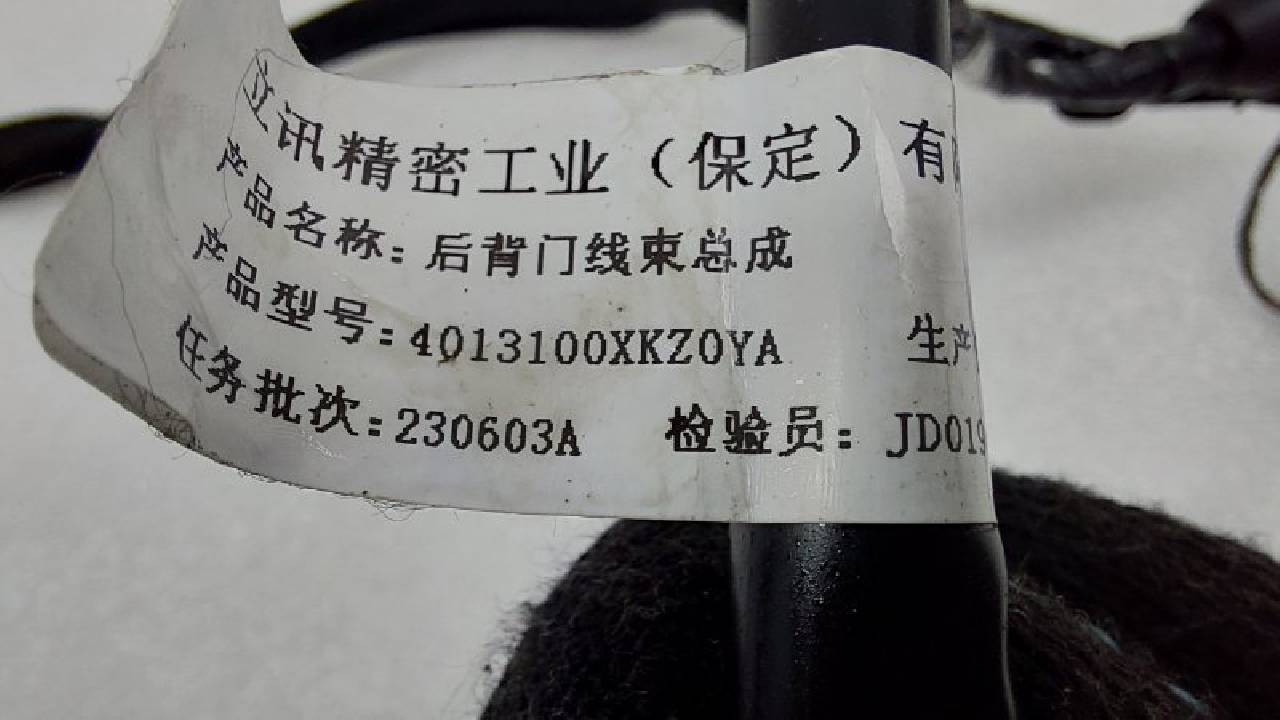 立讯精密工业（保定）有
产品名称：后背门线束总成
产品型号：4013100XKZ0YA 生产
任务批次：230603A 检验员：JD019